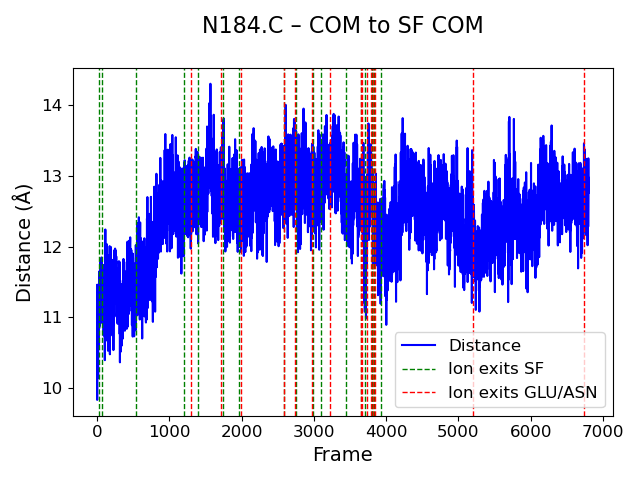 N184.C – COM to SF COM
14
13
12
11
10
Distance (Å)
Distance
Ion exits SF
Ion exits GLU/ASN
0 1000 2000 3000 4000 5000 6000 7000
Frame